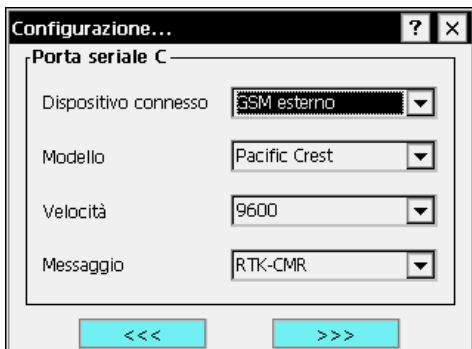 Configurazione... ? ×
Porta seriale C
Dispositivo connesso GSM esterno
Modello Pacific Crest
Velocità 9600
Messaggio RTK-CMR
<<< >>>